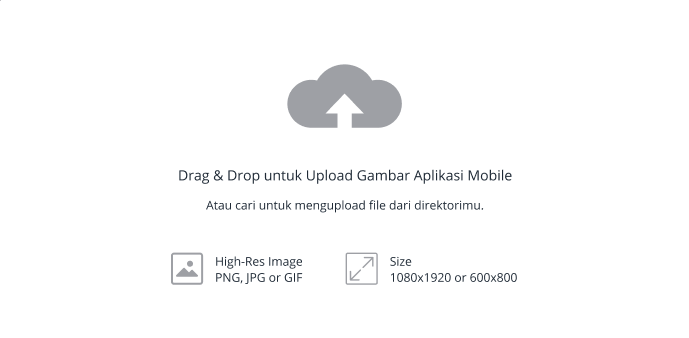 Drag & Drop untuk Upload Gambar Aplikasi Mobile
Atau cari untuk mengupload file dari direktorimu.
High-Res Image
PNG, JPG or GIF
Size
1080x1920 or 600x800